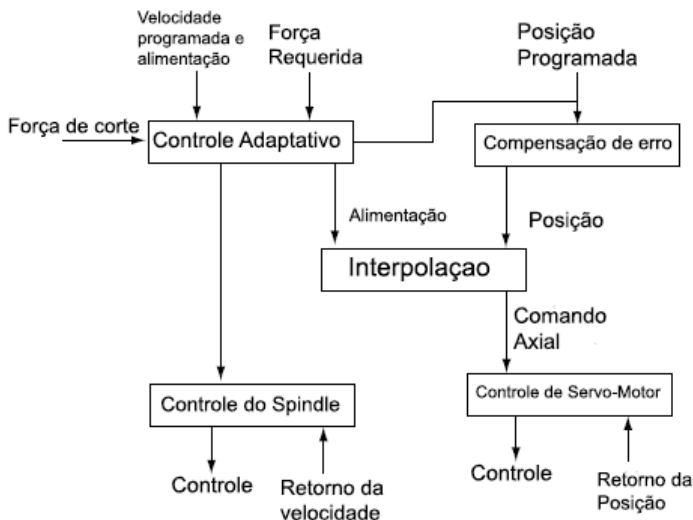 Velocidade
programada e
alimentação
Força
Requerida
Posição
Programada
Força de corte
Controle Adaptativo
Compensação de erro
Alimentação
Posição
Interpolaçao
Comando
Axial
Controle do Spindle
Controle de Servo-Motor
Controle
Retorno da
velocidade
Controle
Retorno da
Posição